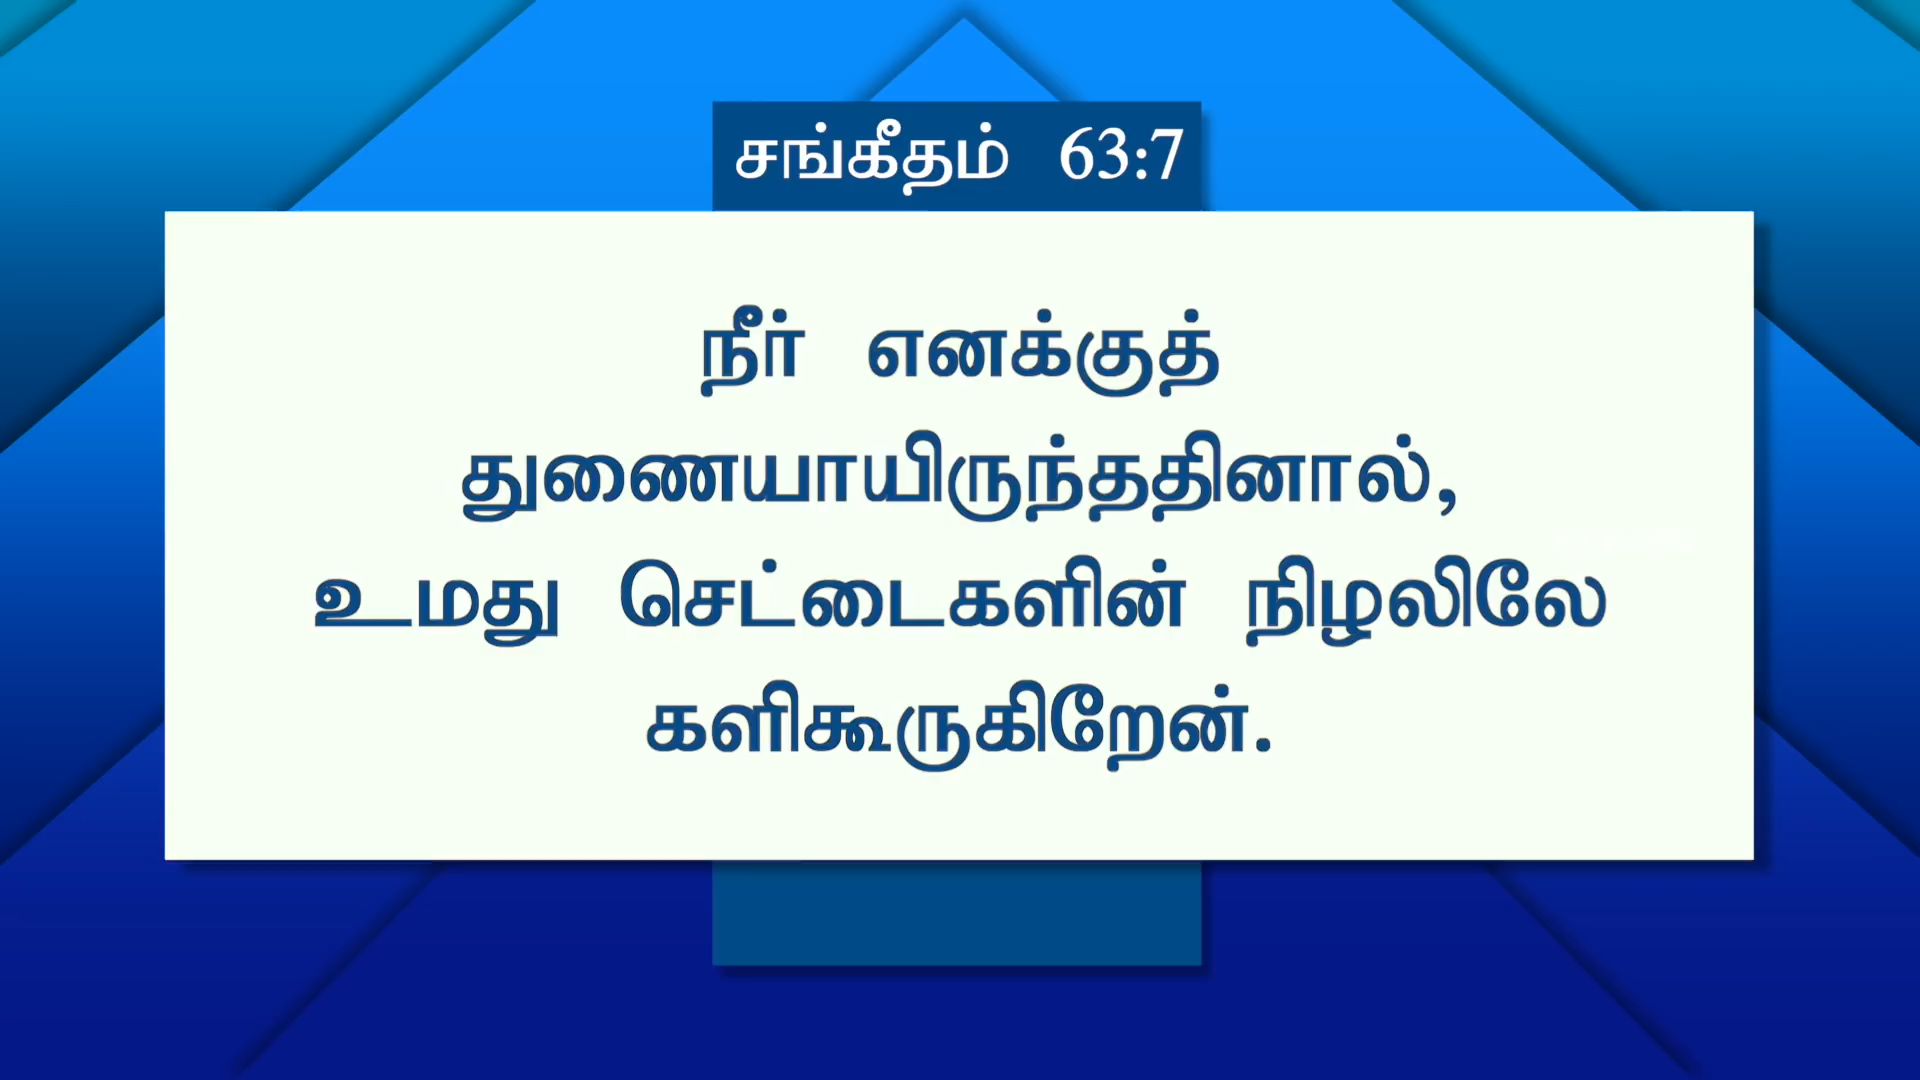 சங்கீதம் 63:7
நீர் எனக்குத்
துணையாயிருந்ததினால்,
உமது செட்டைகளின் நிழலிலே
களிகூருகிறேன்.